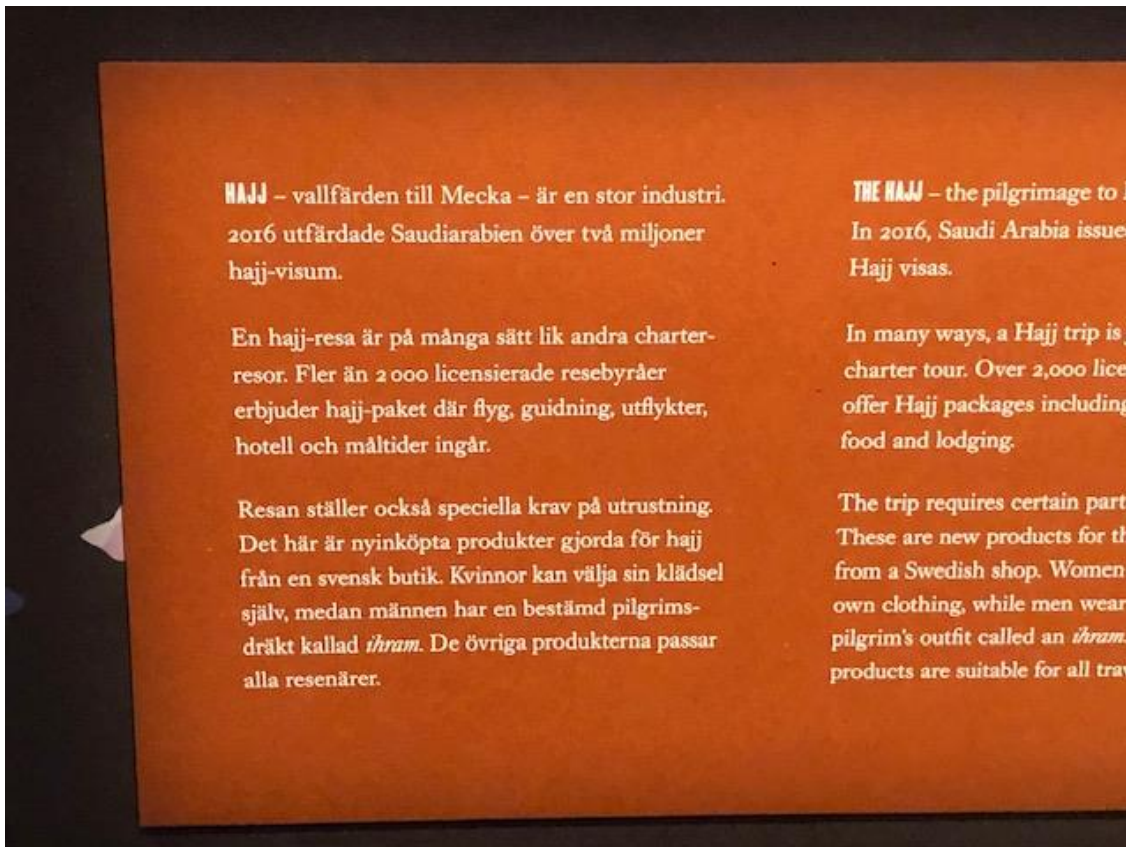 HAJJ – vallfärden till Mecka – är en stor industri.
2016 utfärdade Saudiarabien över två miljoner
hajj-visum.
En hajj-resa är på många sätt lik andra charter-
resor. Fler än 2 000 licensierade resebyråer
erbjuder hajj-paket där flyg, guidning, utflykter,
hotell och måltider ingår.
Resan ställer också speciella krav på utrustning.
Det här är nyinköpta produkter gjorda för hajj
från en svensk butik. Kvinnor kan välja sin klädsel
själv, medan männen har en bestämd pilgrims-
dräkt kallad ihram. De övriga produkterna passar
alla resenärer.
THE HAJJ – the pilgrimage to
In 2016, Saudi Arabia
Hajj visas.
In many ways, a Hajj trip is
charter tour. Over 2,000
offer Hajj packages including
food and lodging.
The trip requires certain
These are new products for
from a Swedish shop. Women
own clothing, while men wear
pilgrim's outfit called an ihram.
products are suitable for all